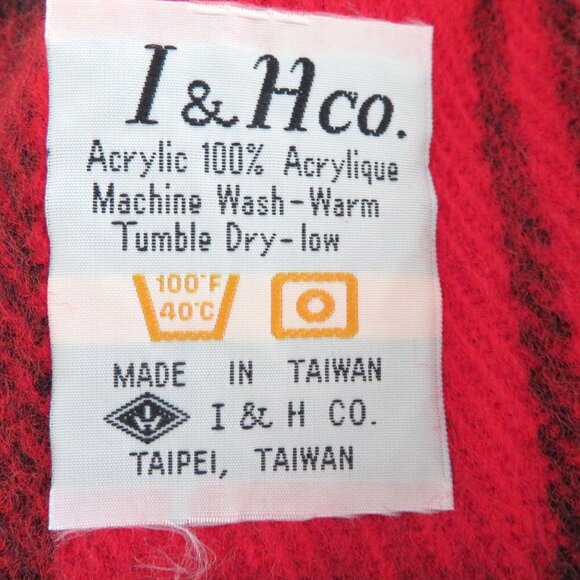 I & H co.
Acrylic 100% Acrylique
Machine Wash-Warm
Tumble Dry-low
100°F
40°C
MADE IN TAIWAN
I & H CO.
TAIPEI, TAIWAN